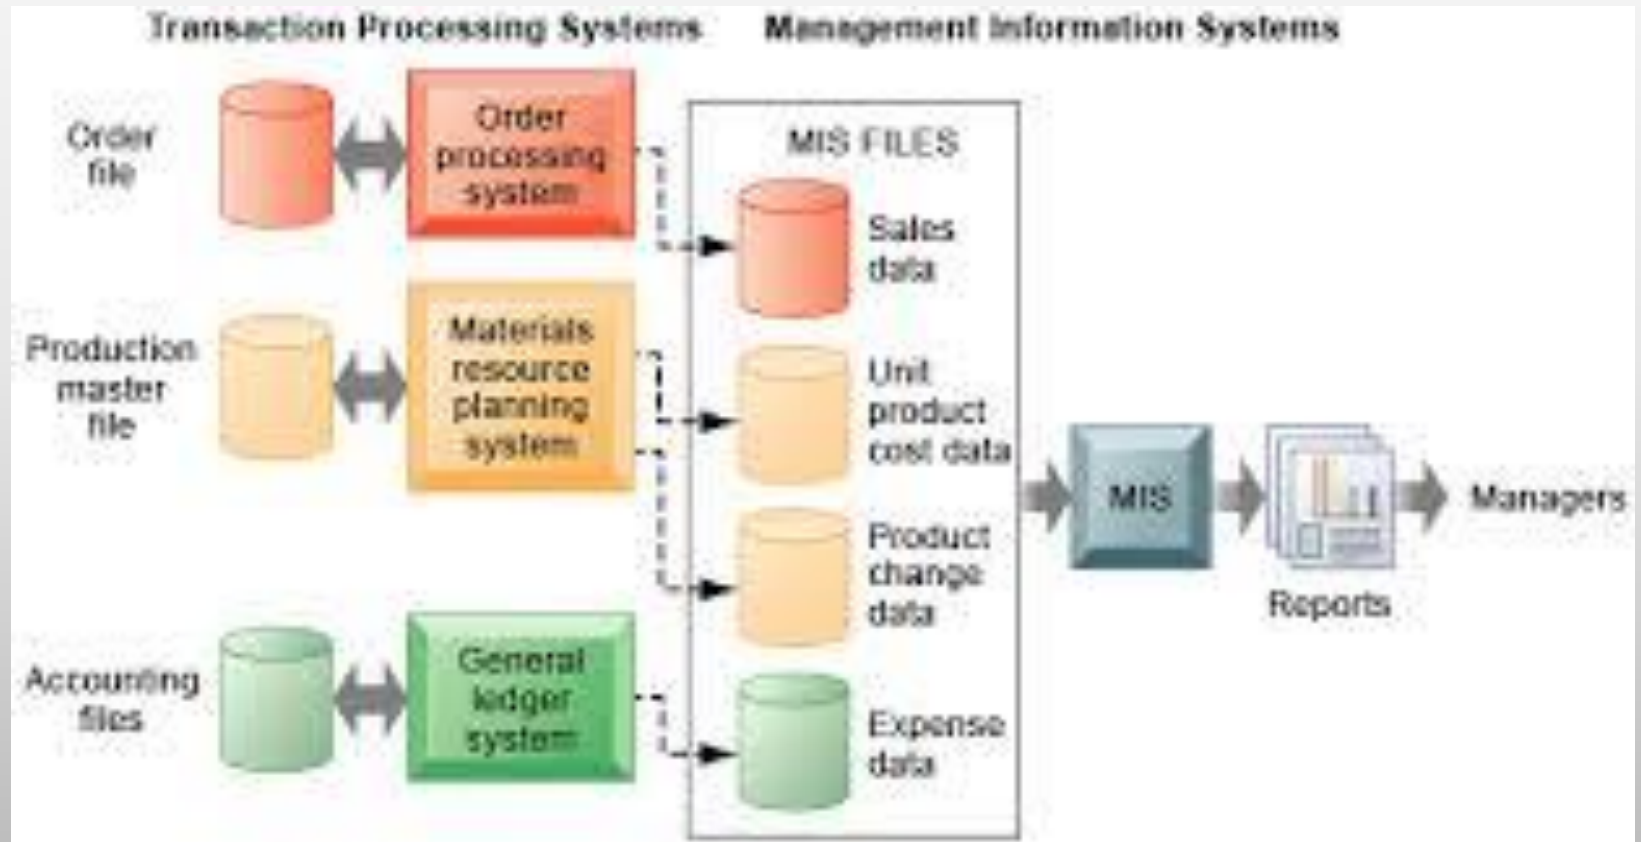 Transaction Processing Systems
Management Information Systems
Order
file
Order
processing
system
MIS FILES
Sales
data
Production
master
file
Materials
resource
planning
system
Unit
product
cost data
Product
change
data
MIS
Reports
Managers
Accounting
files
General
ledger
system
Expense
data